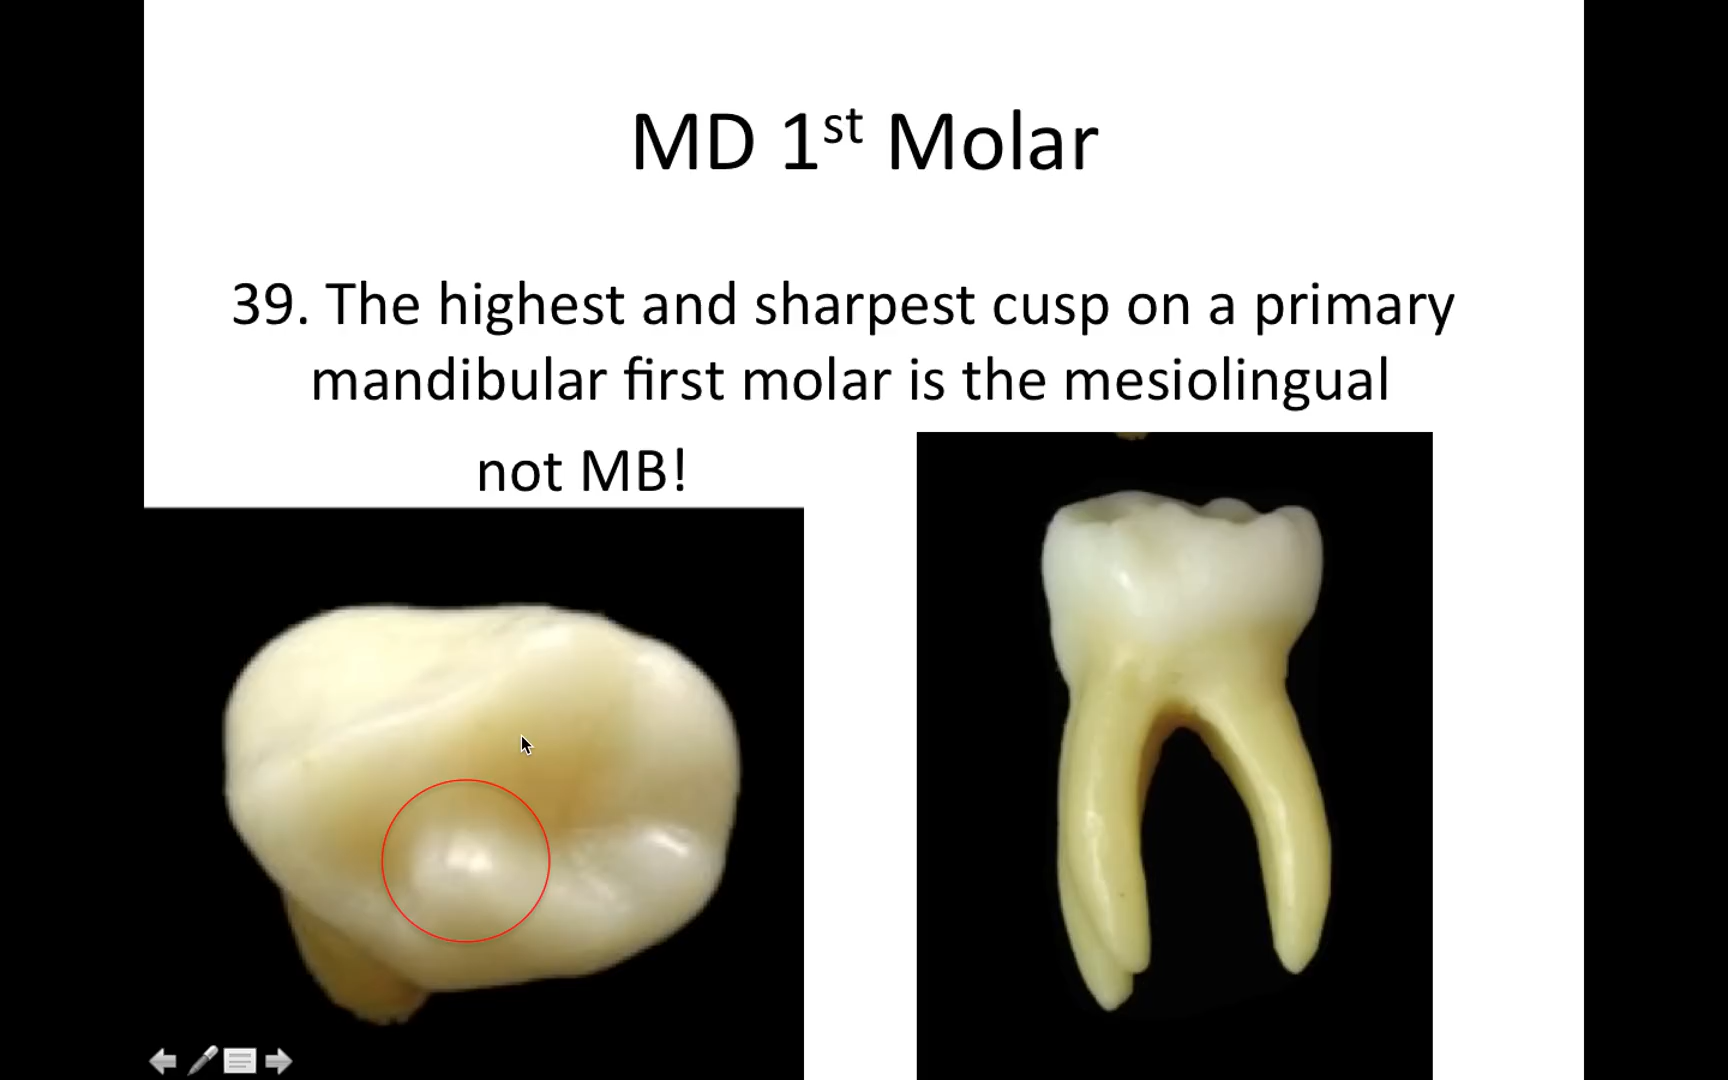 MD 1st Molar
39. The highest and sharpest cusp on a primary
mandibular first molar is the mesiolingual
not MB!